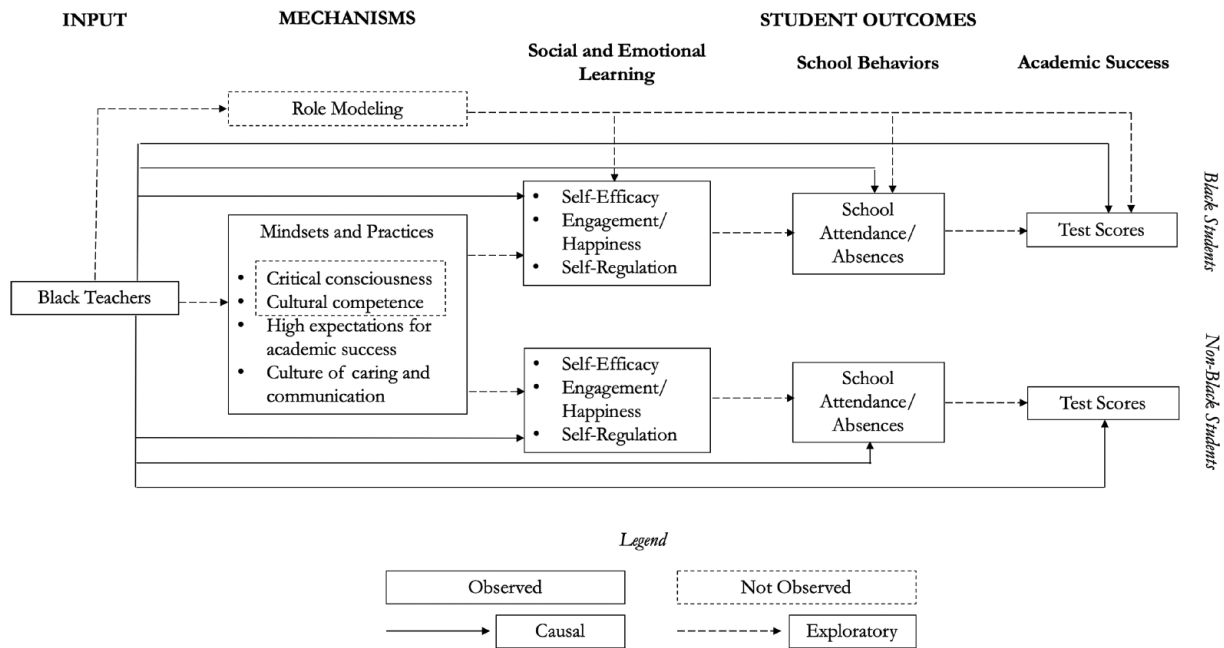 INPUT
MECHANISMS
STUDENT OUTCOMES
Social and Emotional
Learning
School Behaviors
Academic Success
Role Modeling
Black Students
• Self-Efficacy
• Engagement/
Happiness
• Self-Regulation
School
Attendance/
Absences
Test Scores
Mindsets and Practices
• Critical consciousness
• Cultural competence
• High expectations for
academic success
• Culture of caring and
communication
Black Teachers
Non-Black Students
• Self-Efficacy
• Engagement/
Happiness
• Self-Regulation
School
Attendance/
Absences
Test Scores
Legend
Observed
Not Observed
Causal
Exploratory